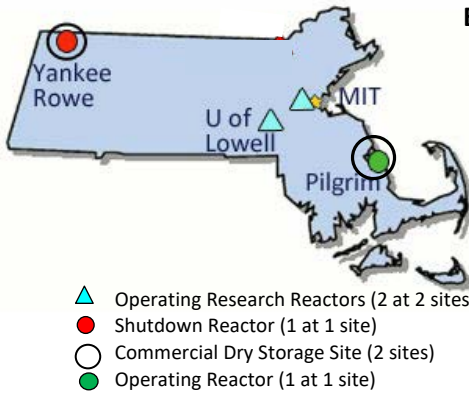 E
Yankee
Rowe
MIT
U of
Lowell
Pilgrim
Operating Research Reactors (2 at 2 sites
Shutdown Reactor (1 at 1 site)
Commercial Dry Storage Site (2 sites)
Operating Reactor (1 at 1 site)